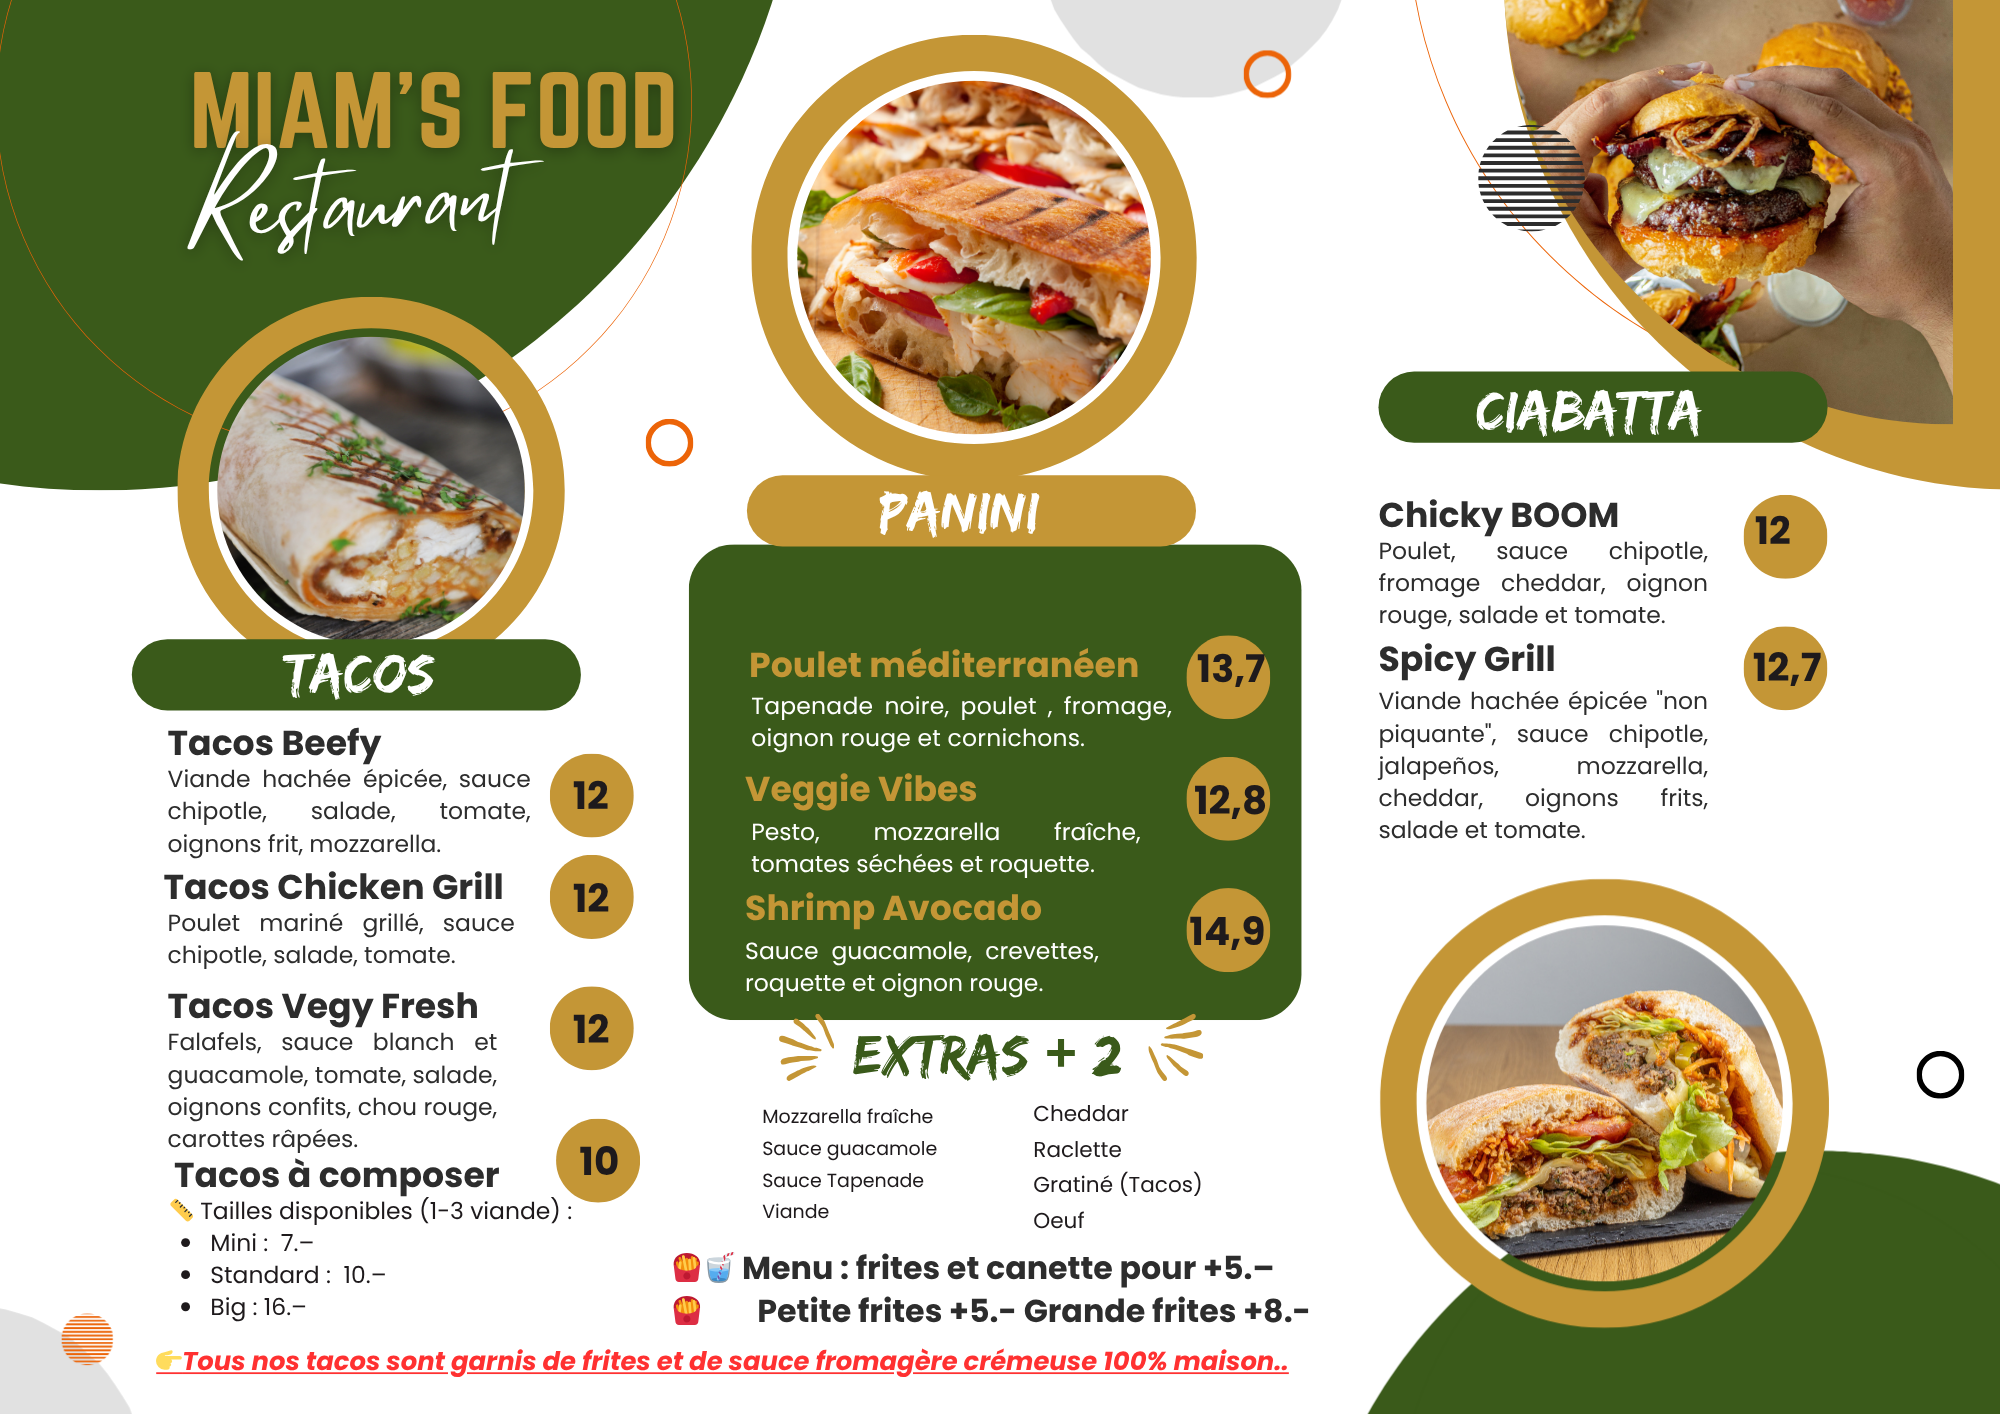 MIAM'S FOOD
Restaurant
TACOS
Tacos Beefy
12
Viande hachée épicée, sauce
chipotle, salade, tomate,
oignons frit, mozzarella.
Tacos Chicken Grill
12
Poulet mariné grillé, sauce
chipotle, salade, tomate.
Tacos Vegy Fresh
12
Falafels, sauce blanch et
guacamole, tomate, salade,
oignons confits, chou rouge,
carottes râpées.
Tacos à composer
10
📏 Tailles disponibles (1-3 viande) :
• Mini : 7.–
• Standard : 10.–
• Big : 16.–
PANINI
Poulet méditerranéen
13,7
Tapenade noire, poulet , fromage,
oignon rouge et cornichons.
Veggie Vibes
12,8
Pesto, mozzarella fraîche,
tomates séchées et roquette.
Shrimp Avocado
14,9
Sauce guacamole, crevettes,
roquette et oignon rouge.
EXTRAS + 2
Mozzarella fraîche
Sauce guacamole
Sauce Tapenade
Viande
Cheddar
Raclette
Gratiné (Tacos)
Oeuf
🍟🥤 Menu : frites et canette pour +5.–
🍟 Petite frites +5.- Grande frites +8.-
👉Tous nos tacos sont garnis de frites et de sauce fromagère crémeuse 100% maison..
CIABATTA
Chicky BOOM
12
Poulet, sauce chipotle,
fromage cheddar, oignon
rouge, salade et tomate.
Spicy Grill
12,7
Viande hachée épicée "non
piquante", sauce chipotle,
jalapeños, mozzarella,
cheddar, oignons frits,
salade et tomate.